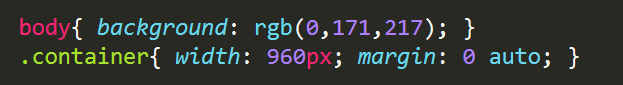 body{ background: rgb(0,171,217); }
.container{ width: 960px; margin: 0 auto; }